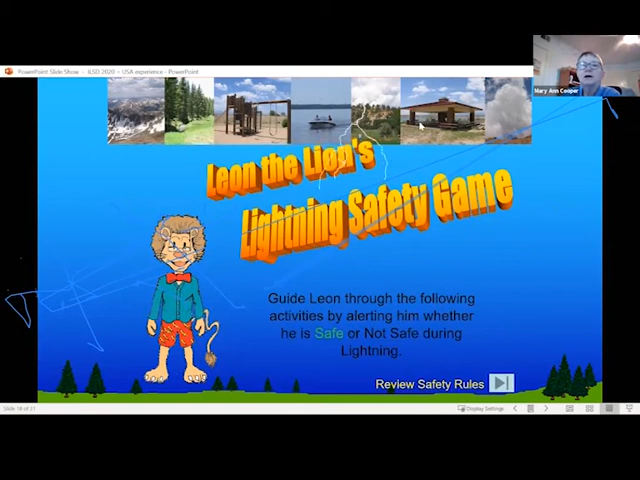 PowerPoint Slide Show - ILSD 2020 - USA experience - PowerPoint
Mary Ann Cooper
Leon the Lion's
Lightning Safety Game
Guide Leon through the following
activities by alerting him whether
he is Safe or Not Safe during
Lightning.
Review Safety Rules
Slide 18 of 31
Display Settings